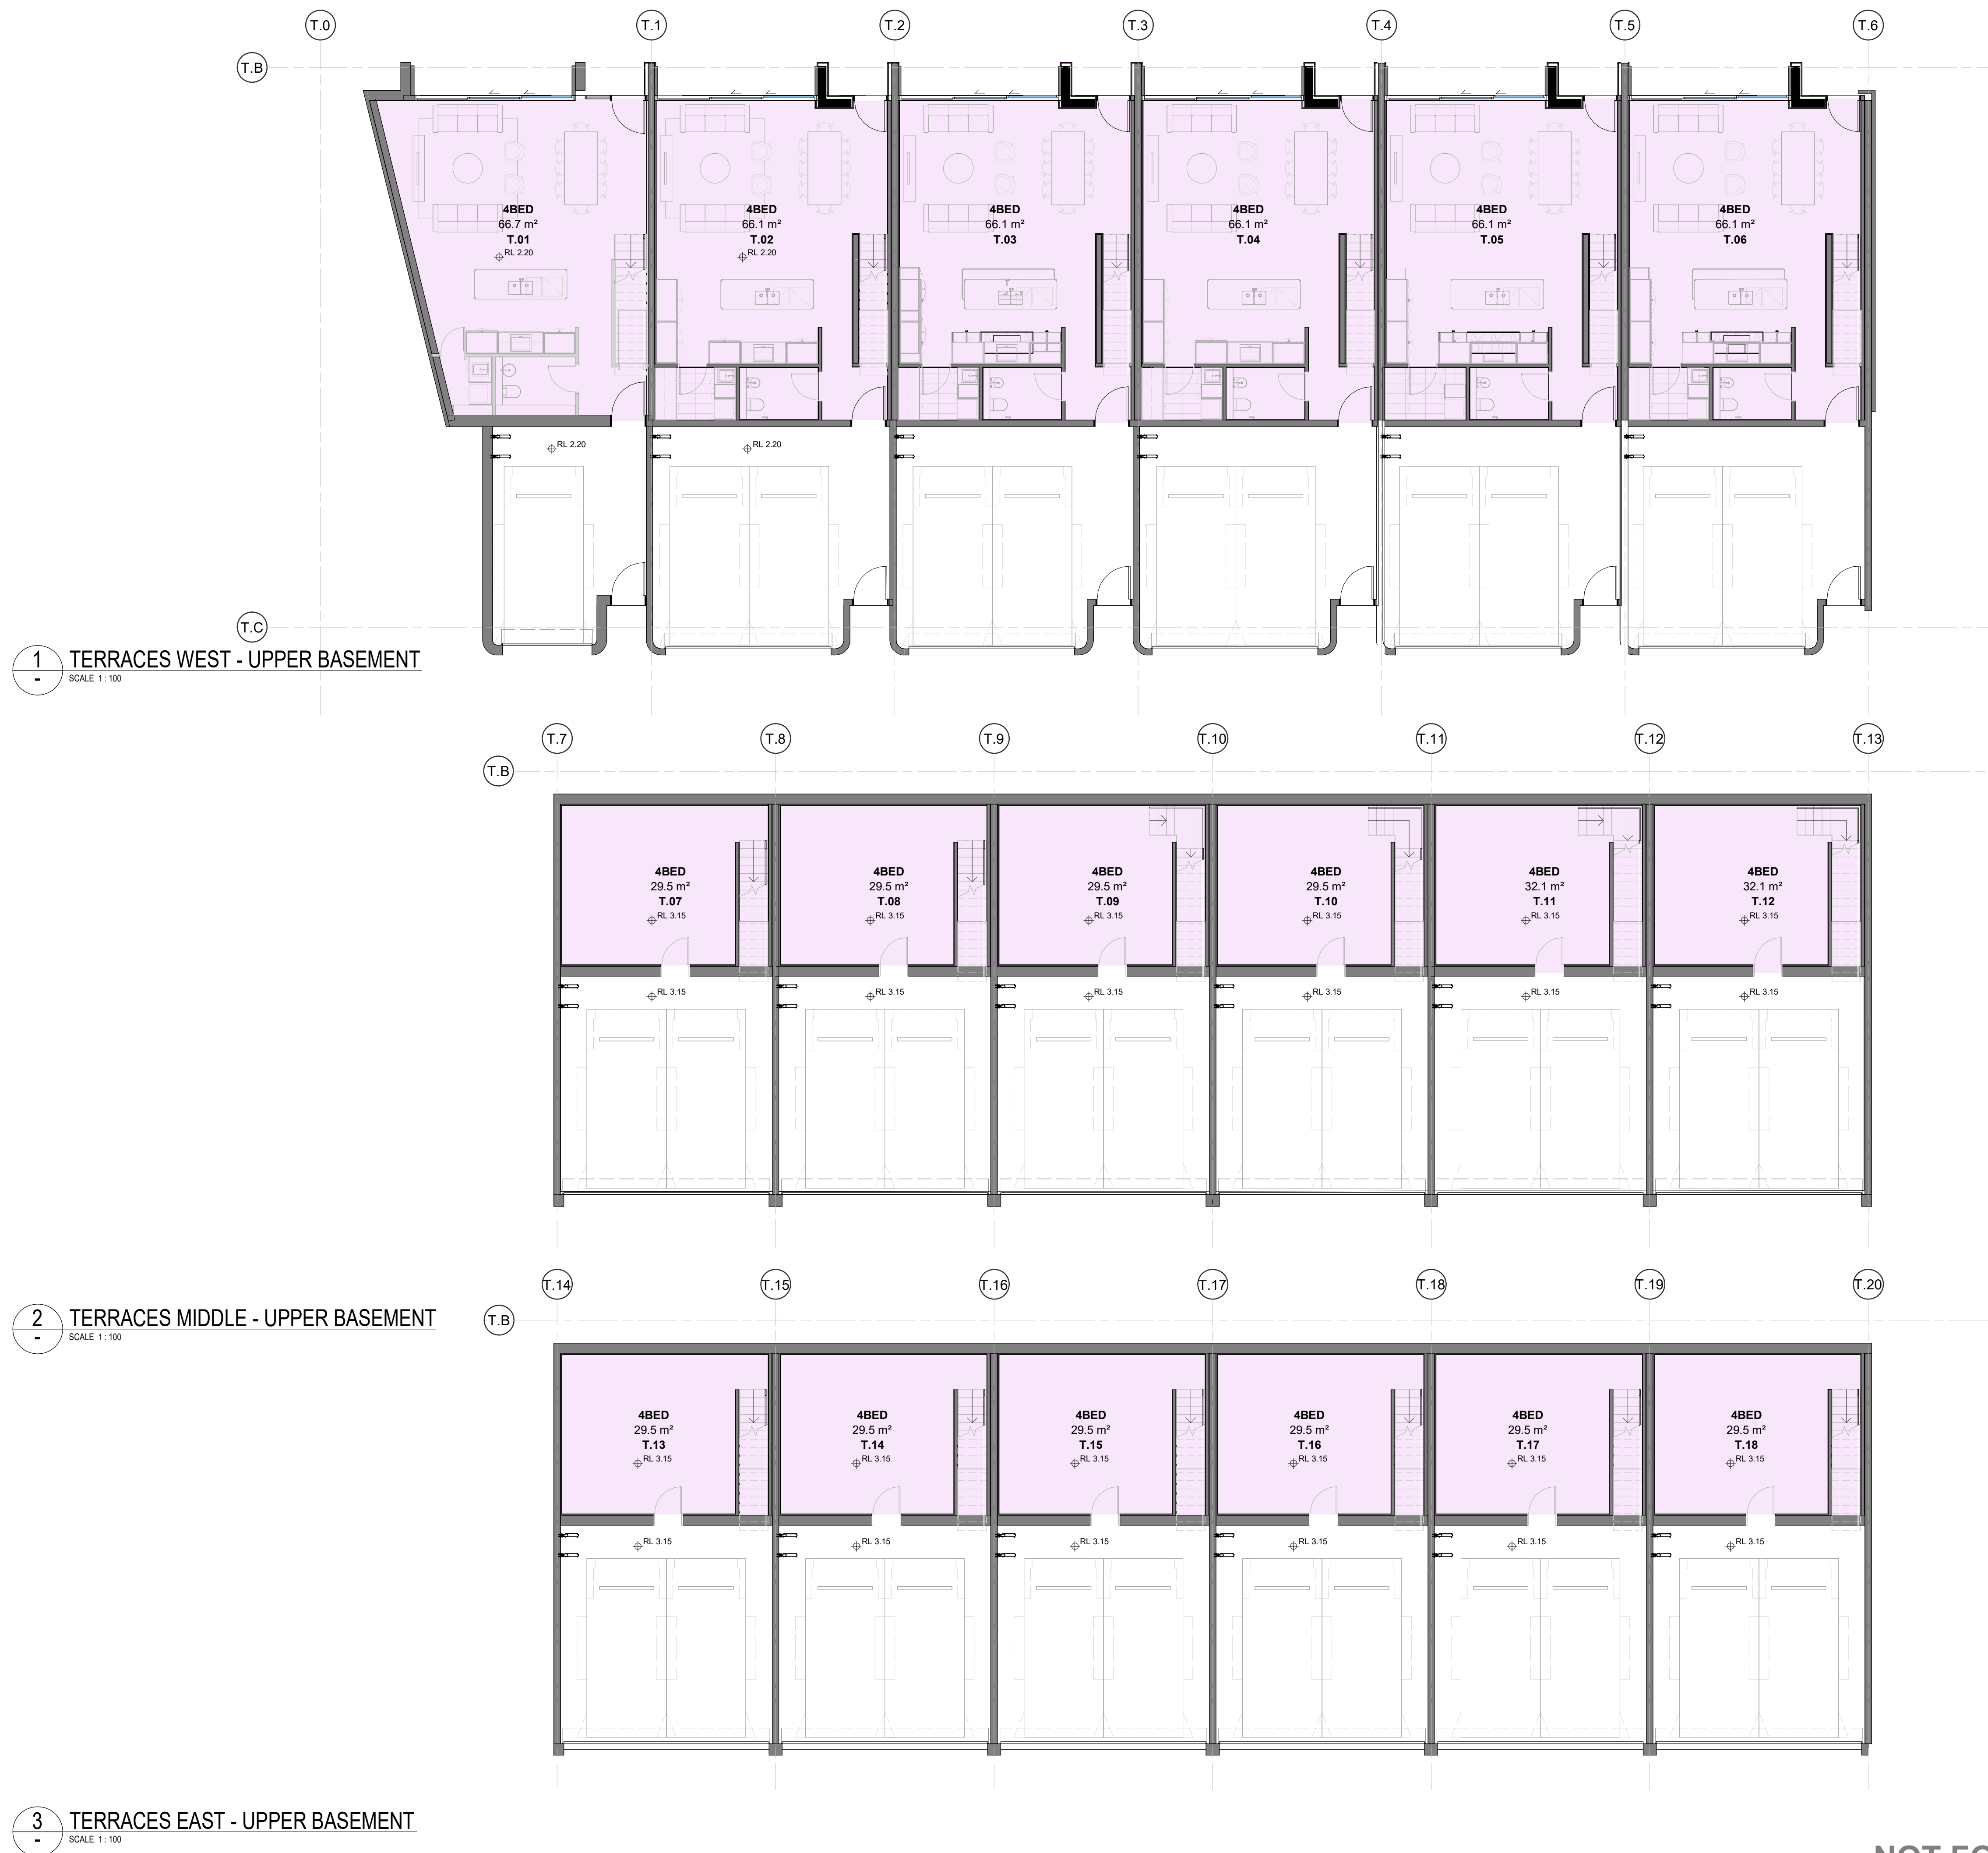 T.0
T.1
T.2
T.3
T.4
T.5
T.6
T.B
4BED
66.7 m²
T.01
RL 2.20
4BED
66.1 m²
T.02
RL 2.20
4BED
66.1 m²
T.03
4BED
66.1 m²
T.04
4BED
66.1 m²
T.05
4BED
66.1 m²
T.06
RL 2.20
RL 2.20
T.C
1
-
TERRACES WEST - UPPER BASEMENT
SCALE 1 : 100
T.7
T.8
T.9
T.10
T.11
T.12
T.13
T.B
4BED
29.5 m²
T.07
RL 3.15
4BED
29.5 m²
T.08
RL 3.15
4BED
29.5 m²
T.09
RL 3.15
4BED
29.5 m²
T.10
RL 3.15
4BED
32.1 m²
T.11
RL 3.15
4BED
32.1 m²
T.12
RL 3.15
RL 3.15
RL 3.15
RL 3.15
RL 3.15
RL 3.15
RL 3.15
2
-
TERRACES MIDDLE - UPPER BASEMENT
SCALE 1 : 100
T.14
T.15
T.16
T.17
T.18
T.19
T.20
T.B
4BED
29.5 m²
T.13
RL 3.15
4BED
29.5 m²
T.14
RL 3.15
4BED
29.5 m²
T.15
RL 3.15
4BED
29.5 m²
T.16
RL 3.15
4BED
29.5 m²
T.17
RL 3.15
4BED
29.5 m²
T.18
RL 3.15
RL 3.15
RL 3.15
RL 3.15
RL 3.15
RL 3.15
RL 3.15
3
-
TERRACES EAST - UPPER BASEMENT
SCALE 1 : 100